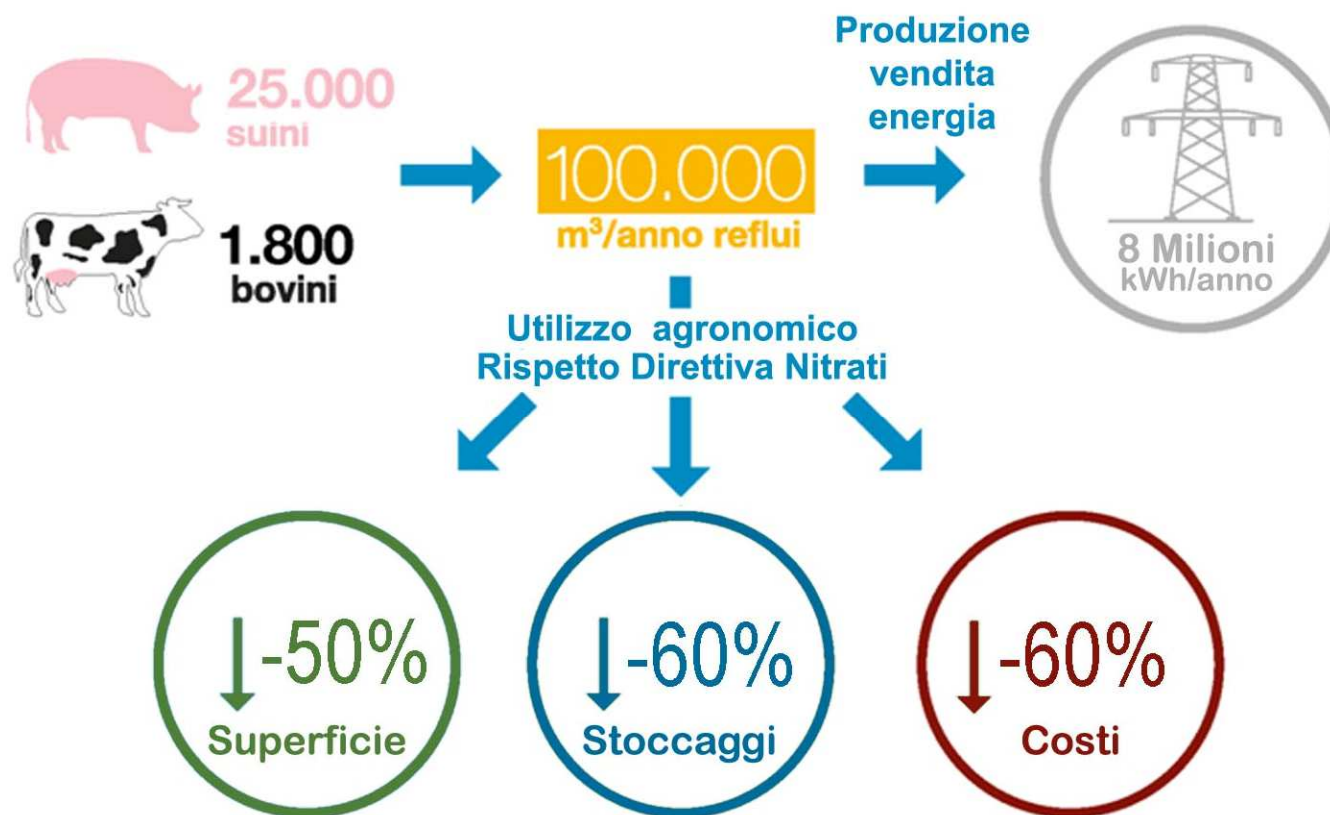 25.000
suini
1.800
bovini
100.000
m³/anno reflui
Produzione
vendita
energia
8 Milioni
kWh/anno
Utilizzo agronomico
Rispetto Direttiva Nitrati
-50%
Superficie
-60%
Stoccaggi
-60%
Costi